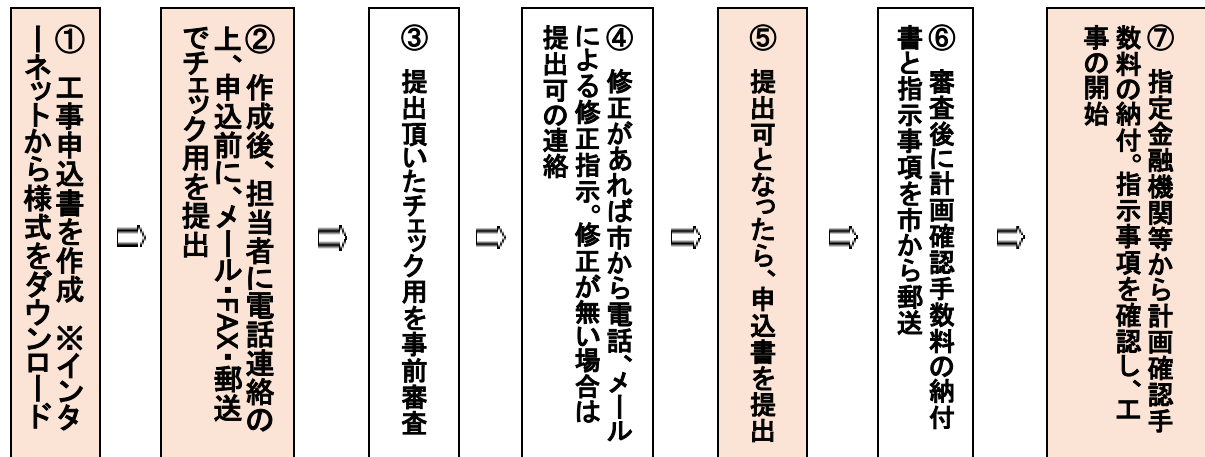 ① 工事申込書を作成 ※インタ
ーネットから様式をダウンロード
⇨
② 作成後、担当者に電話連絡の
上、申込前に、メール・FAX・郵送
でチェック用を提出
⇨
③ 提出頂いたチェック用を事前審査
⇨
④ 修正があれば市から電話、メール
による修正指示。修正が無い場合は
提出可の連絡
⇨
⑤ 提出可となったら、申込書を提出
⇨
⑥ 審査後に計画確認手数料の納付
書と指示事項を市から郵送
⇨
⑦ 指定金融機関等から計画確認手
数料の納付。指示事項を確認し、工
事の開始